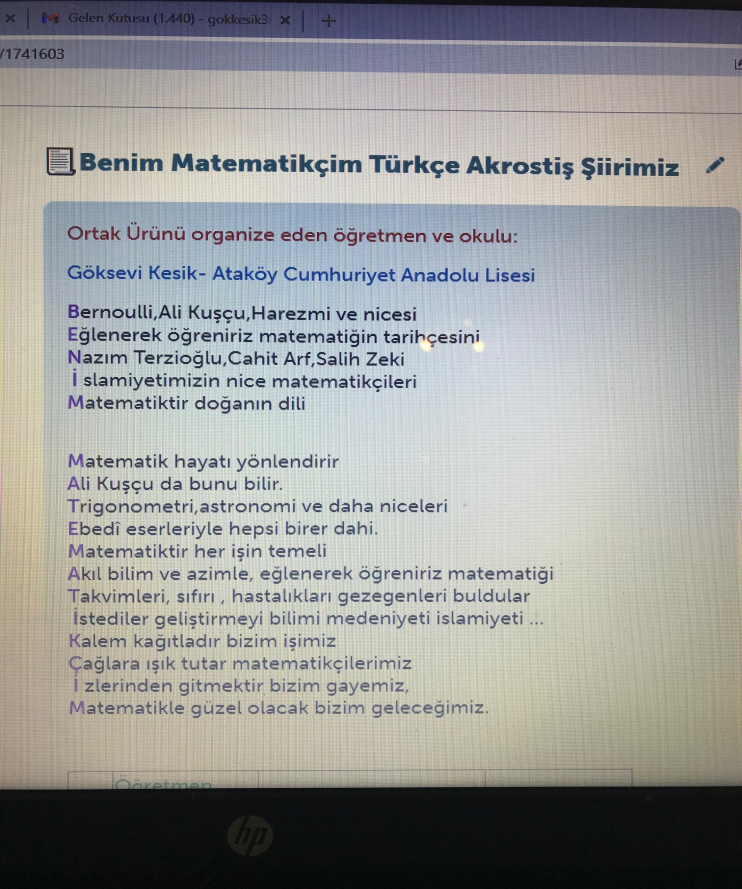 Gelen Kutusu (1.440) - gokkesik3
/1741603
Benim Matematikçim Türkçe Akrostiş Şiirimiz
Ortak Ürünü organize eden öğretmen ve okulu:
Göksevi Kesik- Ataköy Cumhuriyet Anadolu Lisesi
Bernoulli,Ali Kuşçu,Harezmi ve nicesi
Eğlenerek öğreniriz matematiğin tarihçesini
Nazım Terzioğlu,Cahit Arf,Salih Zeki
İ slamiyetimizin nice matematikçileri
Matematiktir doğanın dili
Matematik hayatı yönlendirir
Ali Kuşçu da bunu bilir.
Trigonometri,astronomi ve daha niceleri
Ebedî eserleriyle hepsi birer dahi.
Matematiktir her işin temeli
Akıl bilim ve azimle, eğlenerek öğreniriz matematiği
Takvimleri, sıfırı , hastalıkları gezegenleri buldular
İstediler geliştirmeyi bilimi medeniyeti islamiyeti ...
Kalem kağıtladır bizim işimiz
Çağlara ışık tutar matematikçilerimiz
İ zlerinden gitmektir bizim gayemiz,
Matematikle güzel olacak bizim geleceğimiz.
Öğretmen
hp